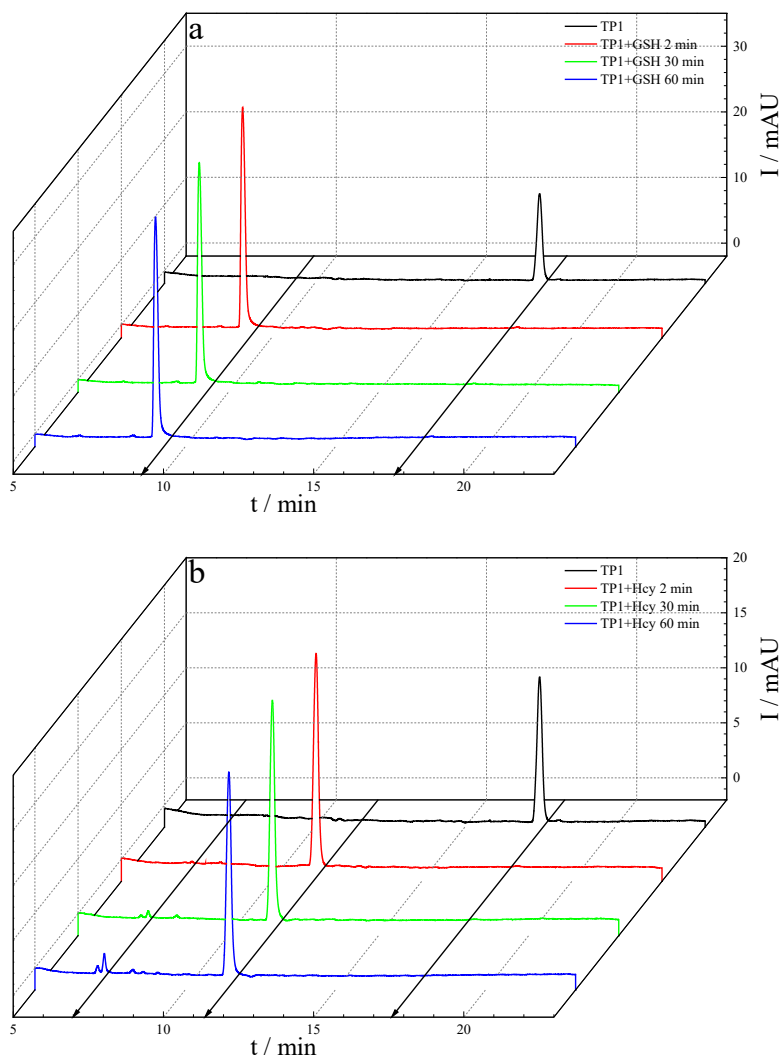 a
TP1
TP1+GSH 2 min
TP1+GSH 30 min
TP1+GSH 60 min
30
20
10
0
I / mAU
5 10 15 20
t / min
b
TP1
TP1+Hcy 2 min
TP1+Hcy 30 min
TP1+Hcy 60 min
20
15
10
5
0
I / mAU
5 10 15 20
t / min